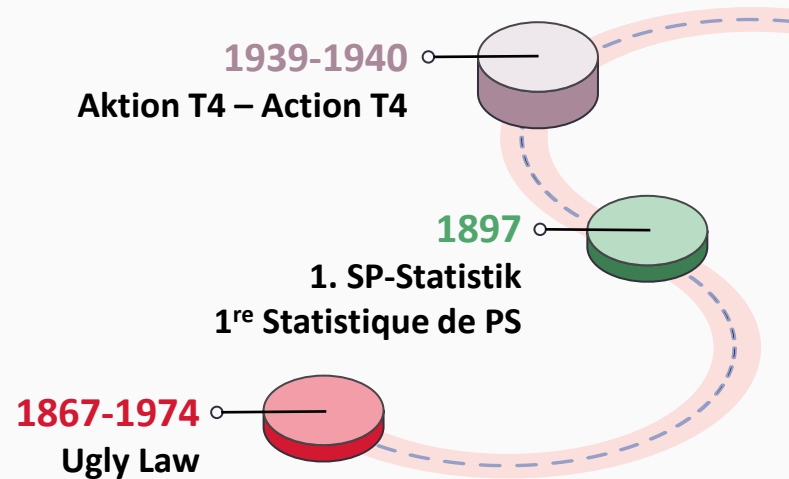 1939-1940
Aktion T4 – Action T4
1897
1. SP-Statistik
1re Statistique de PS
1867-1974
Ugly Law